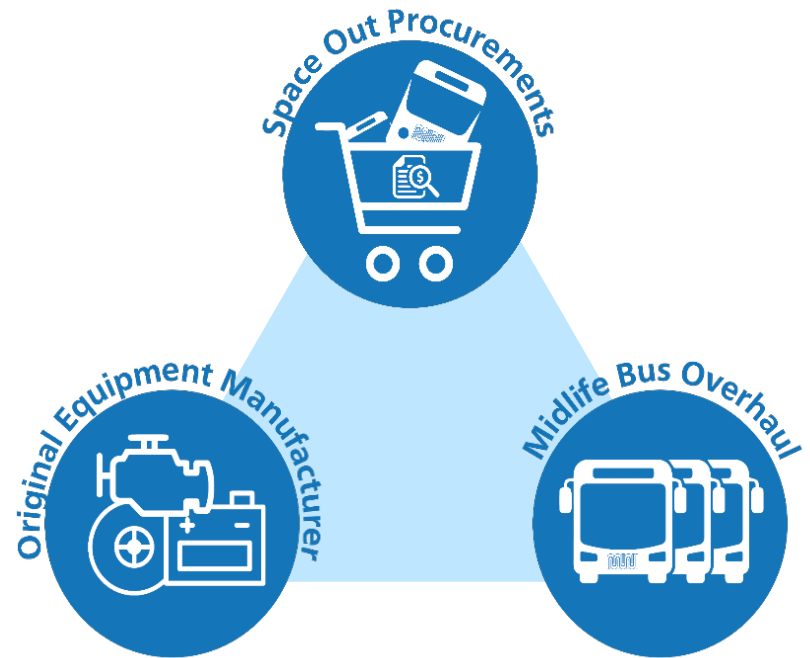 Space Out Procurements
$
Original Equipment Manufacturer
+ -
Midlife Bus Overhaul